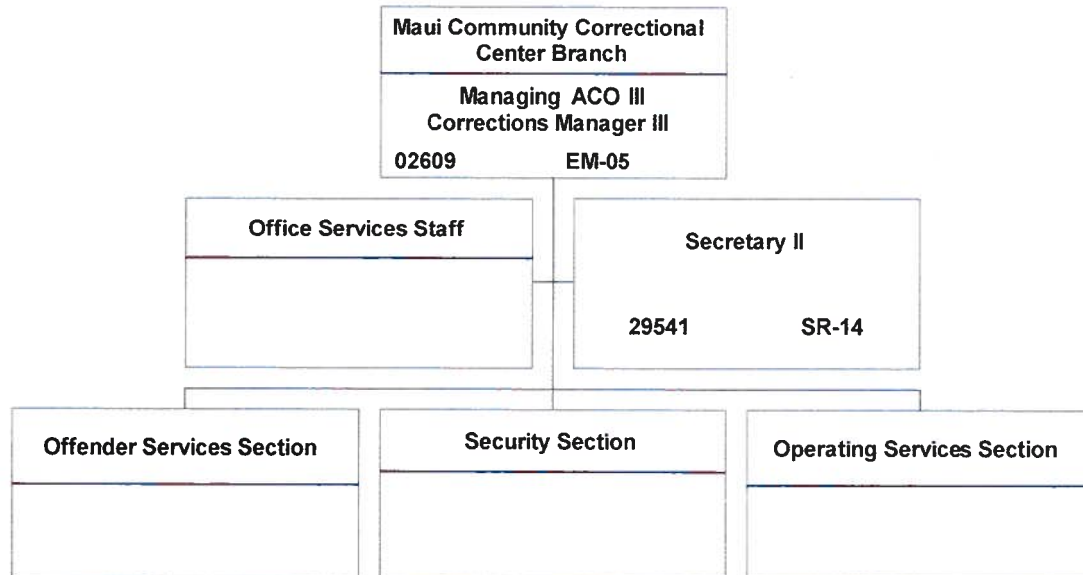 Maui Community Correctional
Center Branch
Managing ACO III
Corrections Manager III
02609 EM-05
Office Services Staff
Secretary II
29541 SR-14
Offender Services Section
Security Section
Operating Services Section